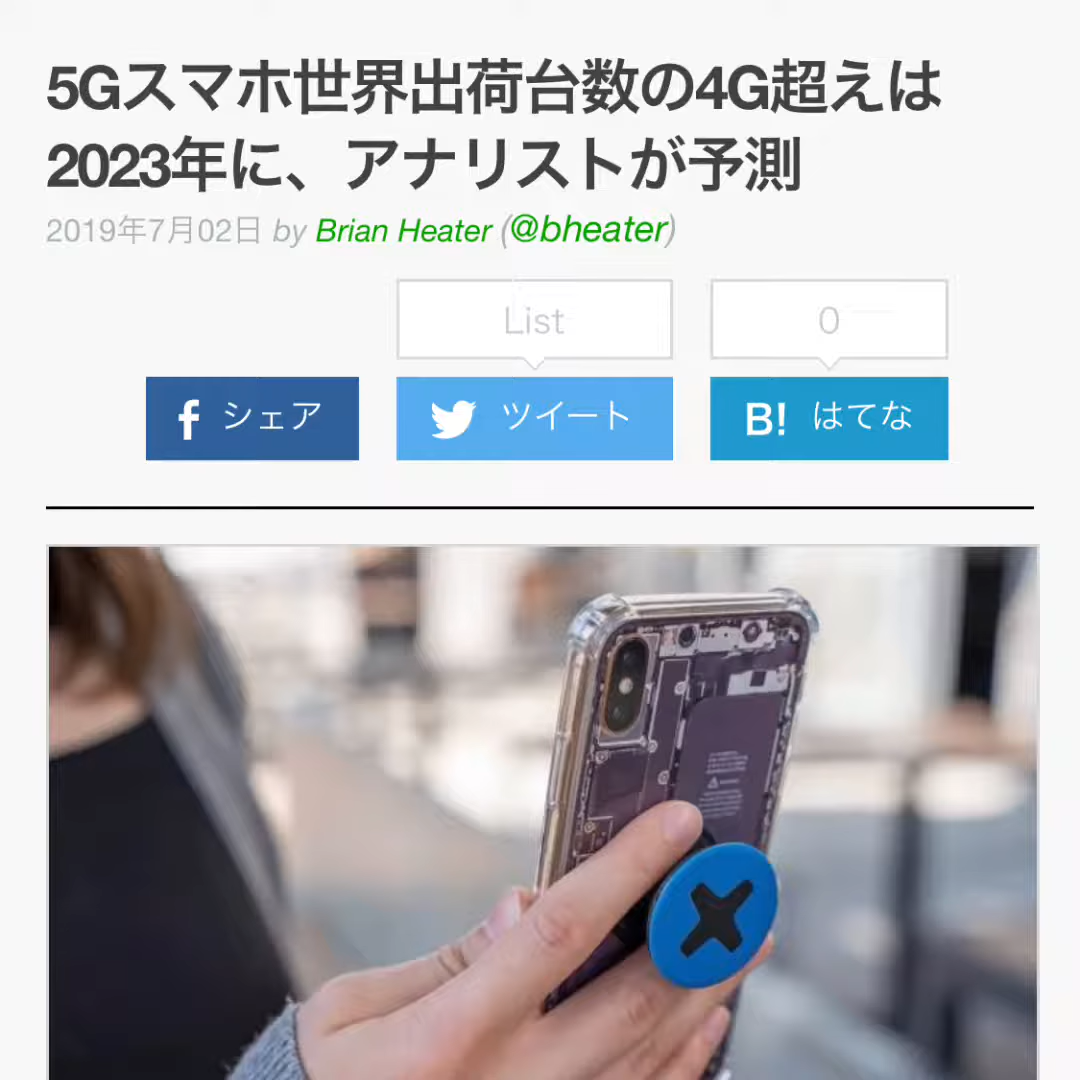 5Gスマホ世界出荷台数の4G超えは
2023年に、アナリストが予測
2019年7月02日 by Brian Heater (@bheater)
List
0
シェア
ツイート
B! はてな